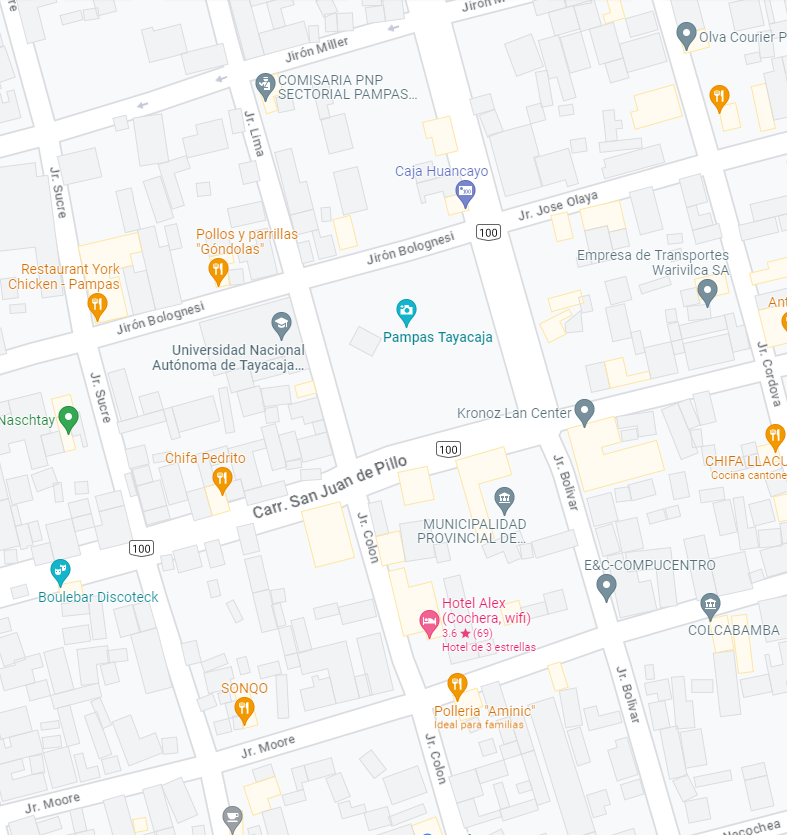 Jirón M
Jirón Miller
Olva Courier P
COMISARIA PNP
SECTORIAL PAMPAS...
Jr. Lima
Caja Huancayo
Jr. Sucre
100
Jr. Jose Olaya
Pollos y parrillas
"Góndolas"
Jirón Bolognesi
Empresa de Transportes
Warivilca SA
Restaurant York
Chicken - Pampas
Jirón Bolognesi
Ant
Pampas Tayacaja
Universidad Nacional
Autónoma de Tayacaja...
Jr. Cordova
Jr. Sucre
Naschtay
Kronoz Lan Center
Chifa Pedrito
100
CHIFA LLACU
Cocina cantone
Carr. San Juan de Pillo
Jr. Bolivar
MUNICIPALIDAD
PROVINCIAL DE...
Jr. Colon
100
Boulebar Discoteck
E&C-COMPUCENTRO
Hotel Alex
(Cochera, wifi)
3.6 ★ (69)
Hotel de 3 estrellas
COLCABAMBA
SONQO
Polleria "Aminic"
Ideal para familias
Jr. Bolivar
Jr. Moore
Jr. Colon
Jr. Moore
Necochea